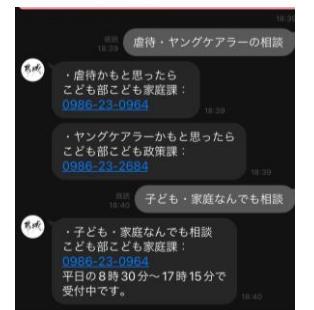 18:39
既読
18:39
虐待・ヤングケアラーの相談
・虐待かもと思ったら
こども部こども家庭課：
0986-23-0964
18:39
・ヤングケアラーかもと思ったら
こども部こども政策課：
0986-23-2684
18:39
既読
18:40
子ども・家庭なんでも相談
・子ども・家庭なんでも相談
こども部こども家庭課：
0986-23-0964
平日の8時30分～17時15分で
受付中です。
18:40